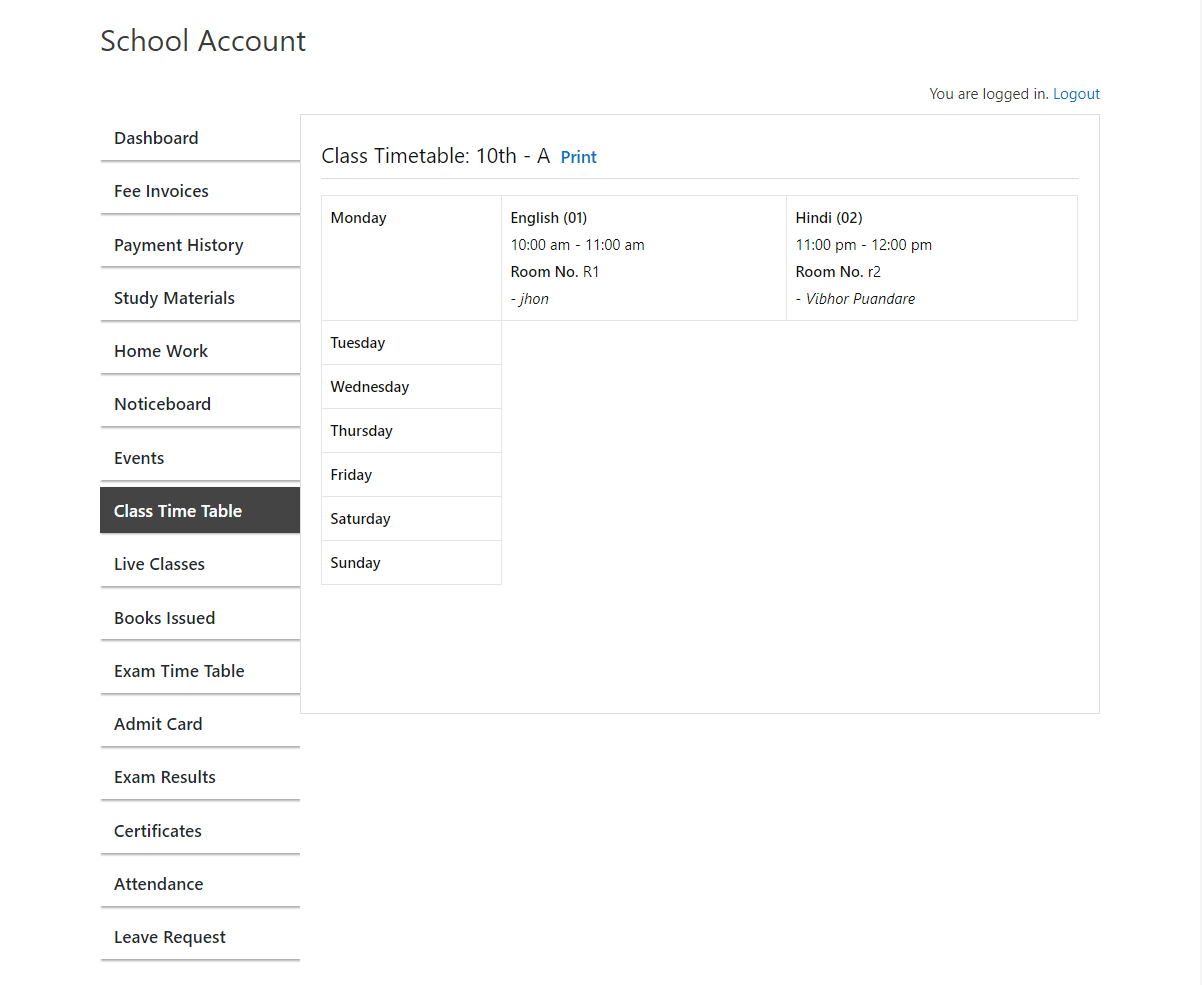 School Account
You are logged in. Logout
Dashboard
Fee Invoices
Payment History
Study Materials
Home Work
Noticeboard
Events
Class Time Table
Live Classes
Books Issued
Exam Time Table
Admit Card
Exam Results
Certificates
Attendance
Leave Request
Class Timetable: 10th - A Print
Monday
English (01)
10:00 am - 11:00 am
Room No. R1
- jhon
Hindi (02)
11:00 pm - 12:00 pm
Room No. r2
- Vibhor Puandare
Tuesday
Wednesday
Thursday
Friday
Saturday
Sunday